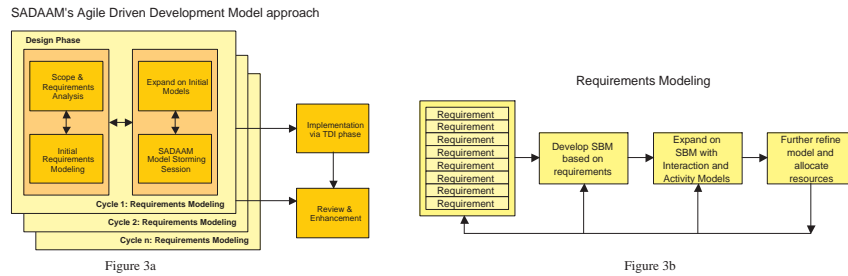 SADAAM's Agile Driven Development Model approach
Design Phase
Scope &
Requirements
Analysis
Initial
Requirements
Modeling
Expand on Initial
Models
SADAAM
Model Storming
Session
Cycle 1: Requirements Modeling
Cycle 2: Requirements Modeling
Cycle n: Requirements Modeling
Implementation
via TDI phase
Review &
Enhancement
Figure 3a
Requirements Modeling
Requirement
Requirement
Requirement
Requirement
Requirement
Requirement
Requirement
Requirement
Develop SBM
based on
requirements
Expand on
SBM with
Interaction and
Activity Models
Further refine
model and
allocate
resources
Figure 3b